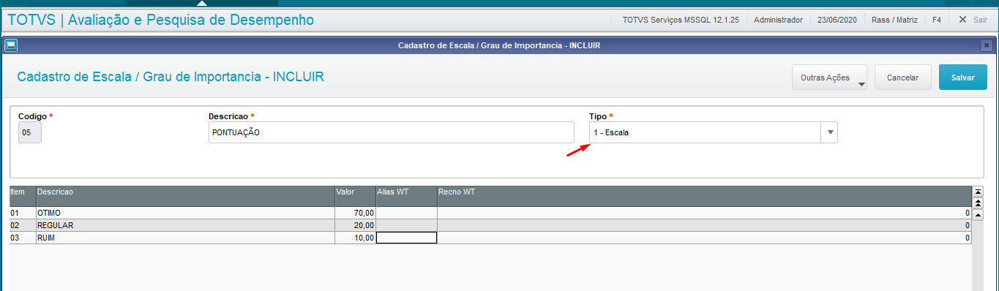 TOTVS | Avaliação e Pesquisa de Desempenho
TOTVS Serviços MSSQL 12.1.25 Administrador 23/06/2020 Rass / Matriz F4 Sair
Cadastro de Escala / Grau de Importancia - INCLUIR
Cadastro de Escala / Grau de Importancia - INCLUIR
Outras Ações Cancelar Salvar
Codigo * Descricao * Tipo *
05 PONTUAÇÃO 1 - Escala
Item Descricao Valor Alias WT Recno WT
01 OTIMO 70,00 0
02 REGULAR 20,00 0
03 RUIM 10,00 0